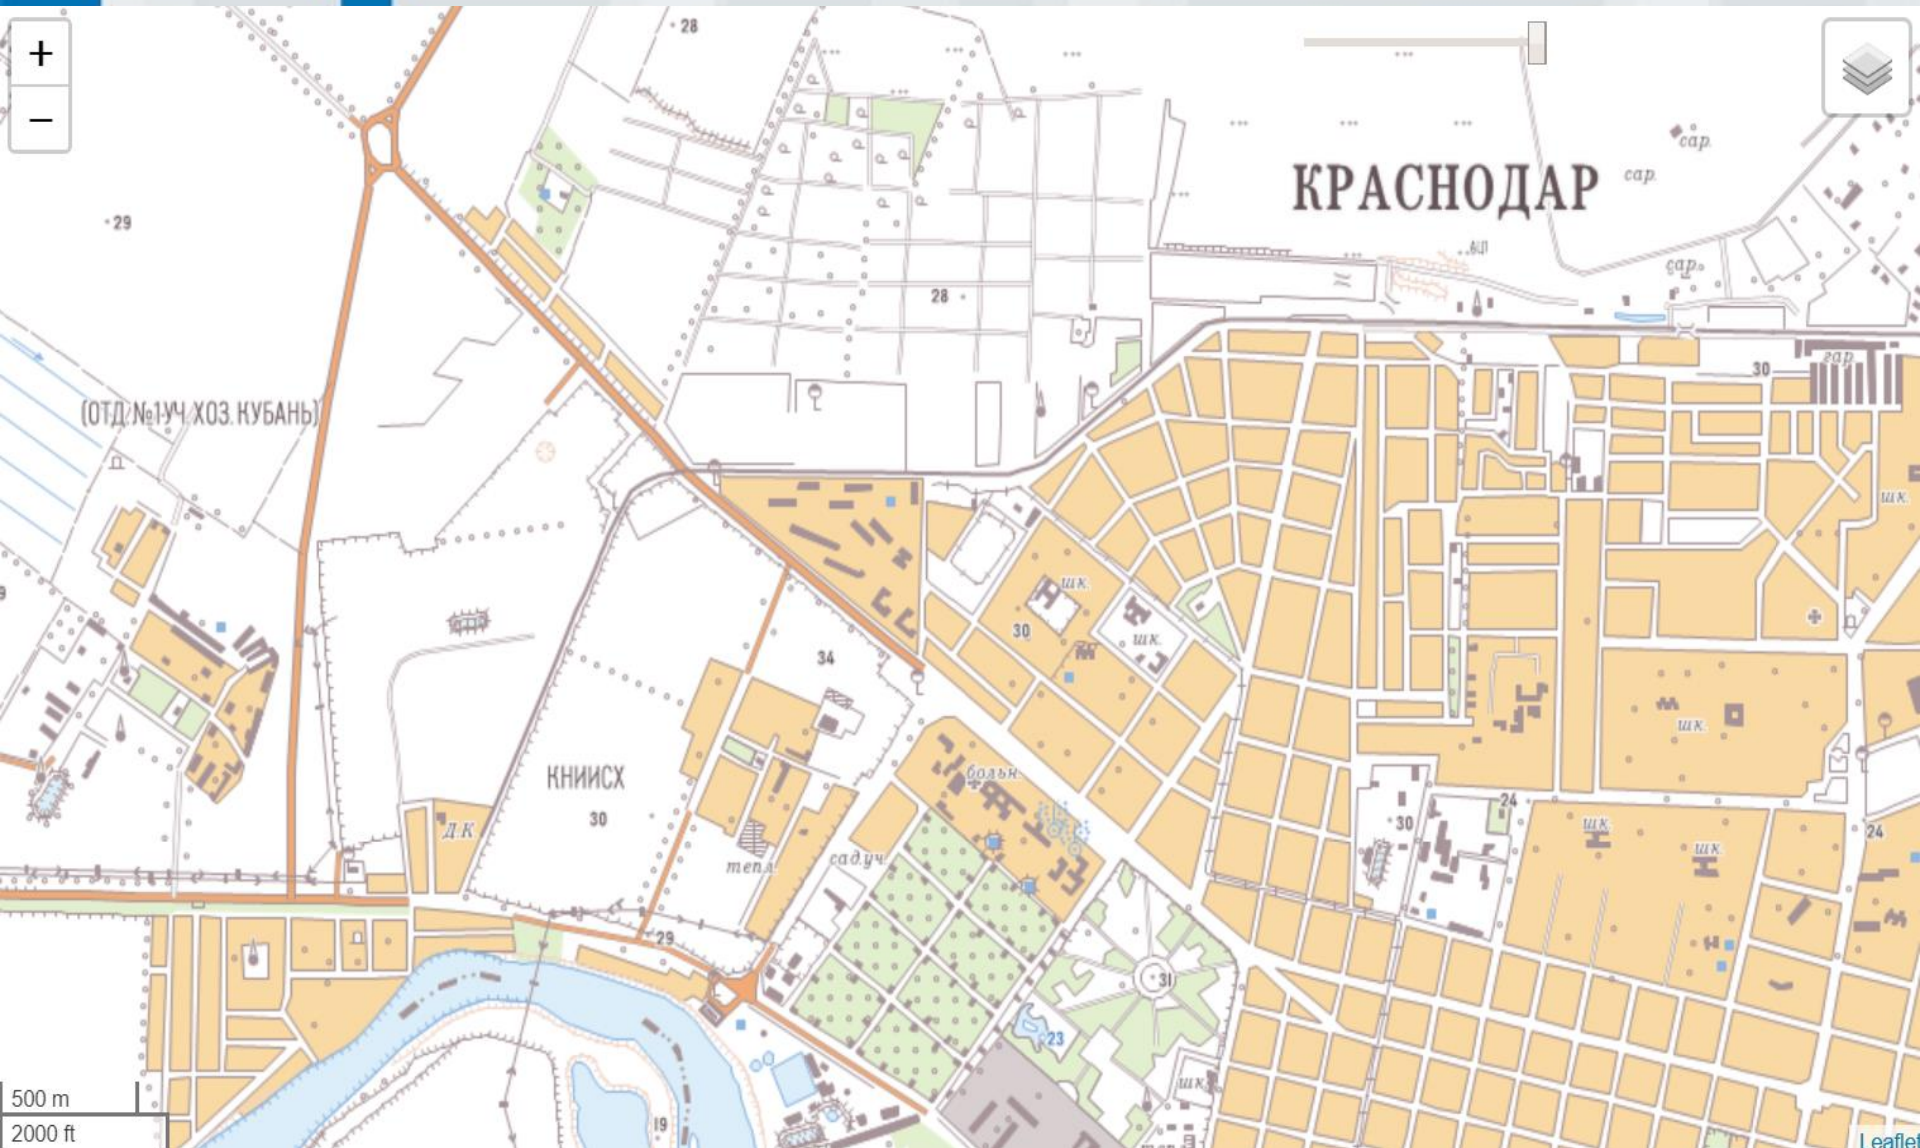 +
−
28
КРАСНОДАР
сар.
сар.
29
28
сар.
30
гар.
(ОТД.№1 УЧ. ХОЗ. КУБАНЬ)
шк.
шк.
30
шк.
34
шк.
больн.
КНИИСХ
30
Д.К
24
30
шк.
24
шк.
тепл.
сад.уч.
29
31
23
шк.
19
500 m
2000 ft
Leaflet